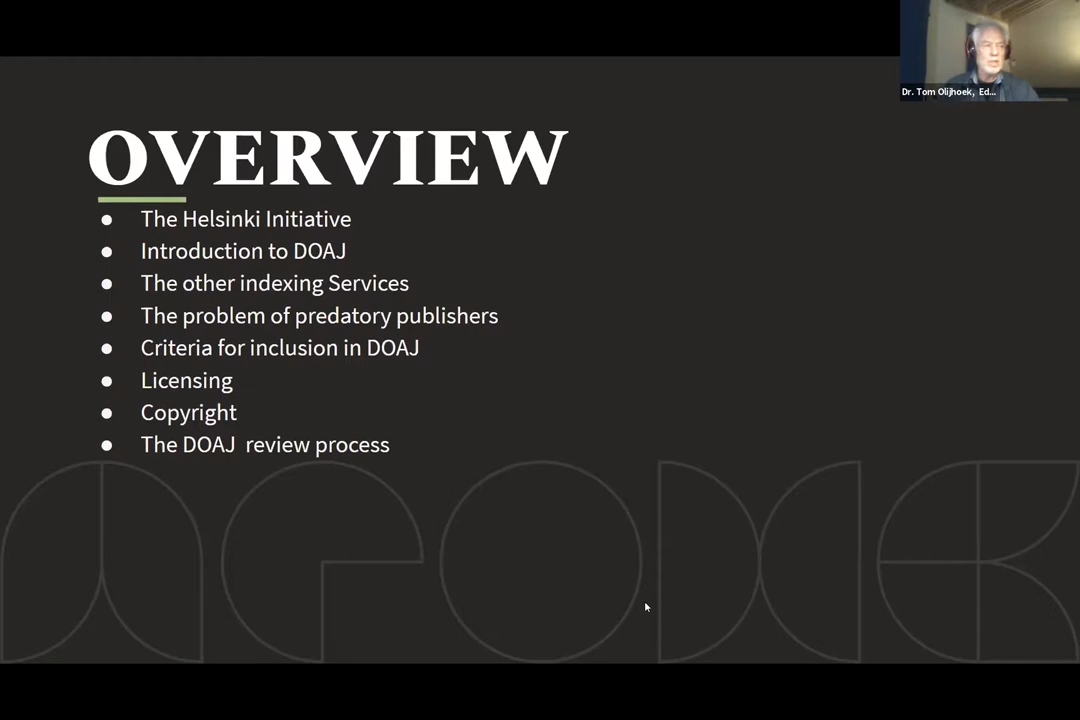 Dr. Tom Olijhoek, Ed...
OVERVIEW
● The Helsinki Initiative
● Introduction to DOAJ
● The other indexing Services
● The problem of predatory publishers
● Criteria for inclusion in DOAJ
● Licensing
● Copyright
● The DOAJ  review process